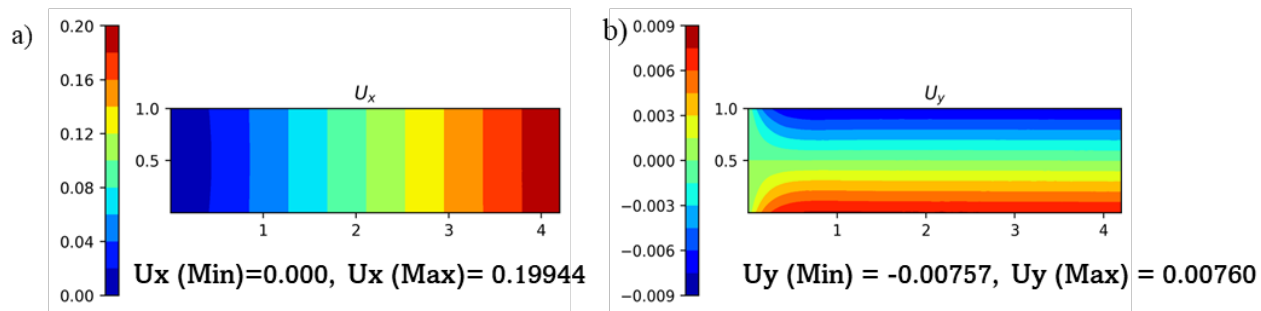 a)
0.20
0.16
0.12
0.08
0.04
0.00
Ux
1.0
0.5
1 2 3 4
Ux (Min)=0.000, Ux (Max)= 0.19944
b)
0.009
0.006
0.003
0.000
−0.003
−0.006
−0.009
Uy
1.0
0.5
1 2 3 4
Uy (Min) = -0.00757, Uy (Max) = 0.00760